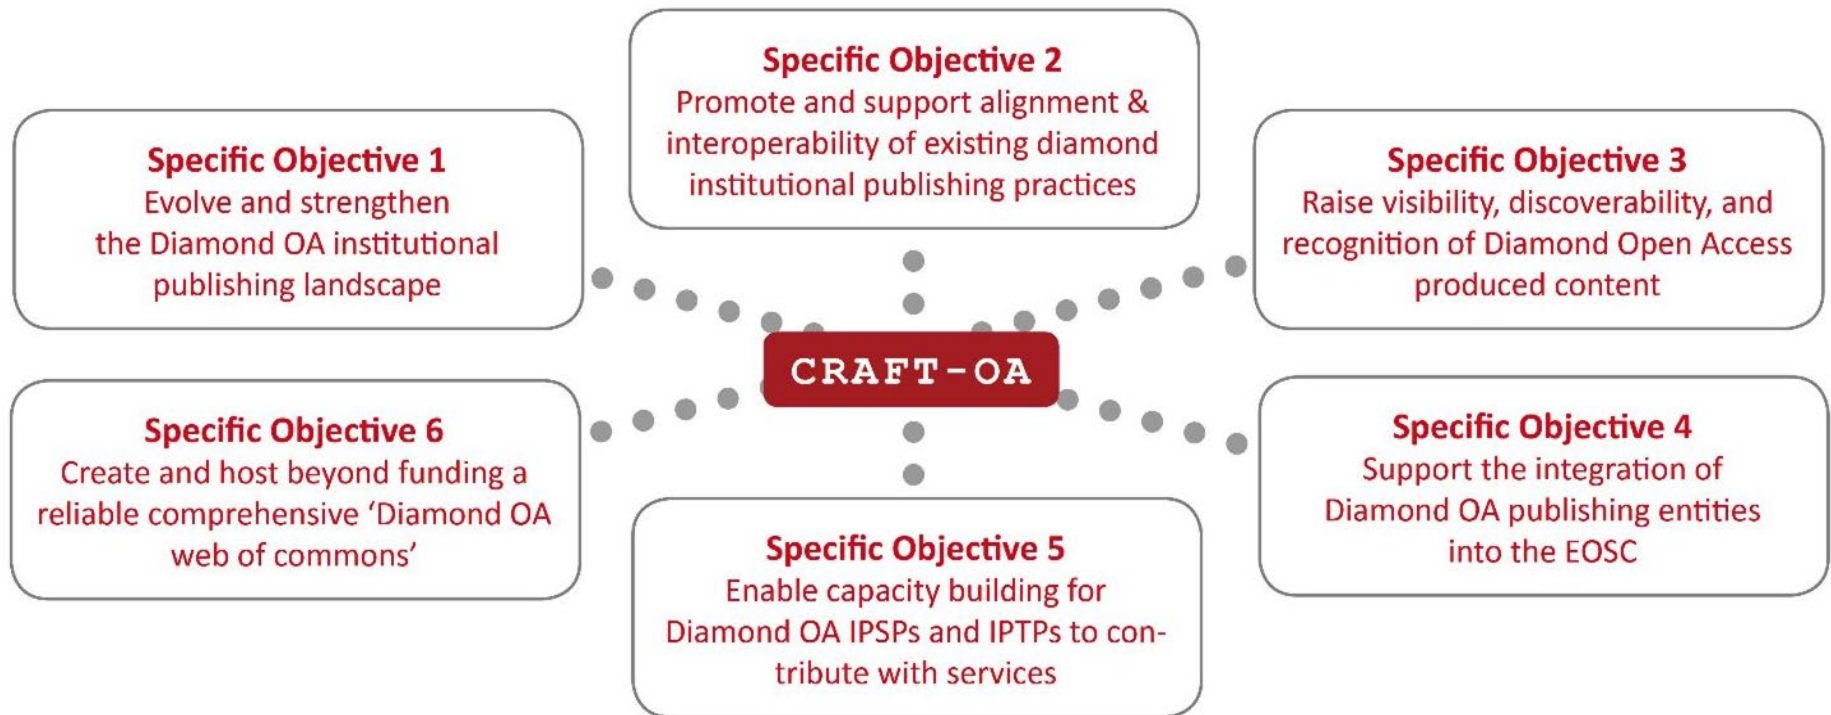 Specific Objective 1
Evolve and strengthen
the Diamond OA institutional
publishing landscape
Specific Objective 2
Promote and support alignment &
interoperability of existing diamond
institutional publishing practices
Specific Objective 3
Raise visibility, discoverability, and
recognition of Diamond Open Access
produced content
CRAFT-OA
Specific Objective 6
Create and host beyond funding a
reliable comprehensive ‘Diamond OA
web of commons’
Specific Objective 5
Enable capacity building for
Diamond OA IPSPs and IPTPs to con-
tribute with services
Specific Objective 4
Support the integration of
Diamond OA publishing entities
into the EOSC